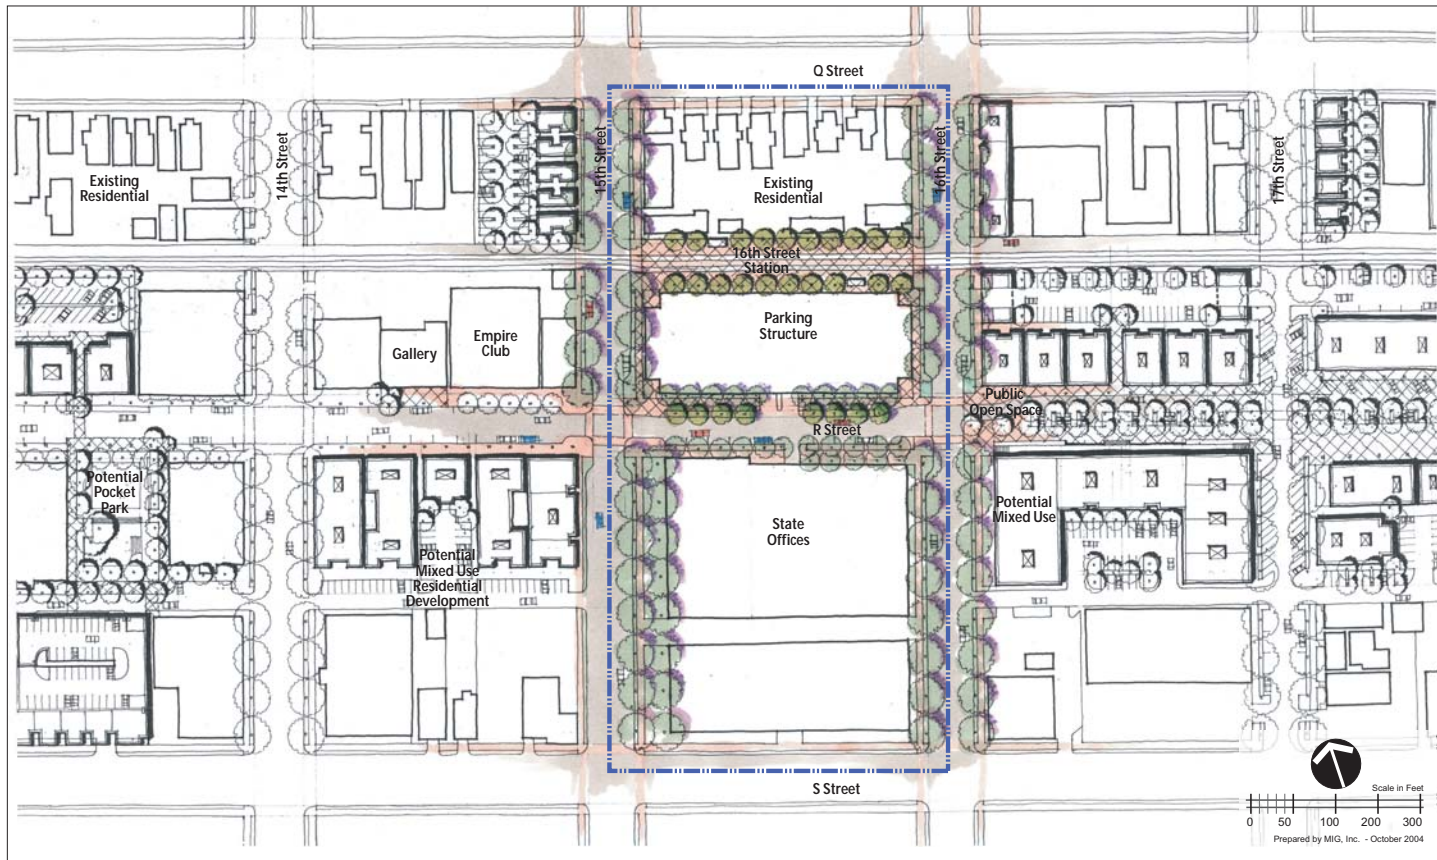 Q Street
14th Street
15th Street
16th Street
17th Street
Existing
Residential
Existing
Residential
16th Street
Station
Parking
Structure
Gallery
Empire
Club
Public
Open Space
R Street
Potential
Pocket
Park
Potential
Mixed Use
Residential
Development
State
Offices
Potential
Mixed Use
S Street
Scale in Feet
0 50 100 200 300
Prepared by MIG, Inc. - October 2004